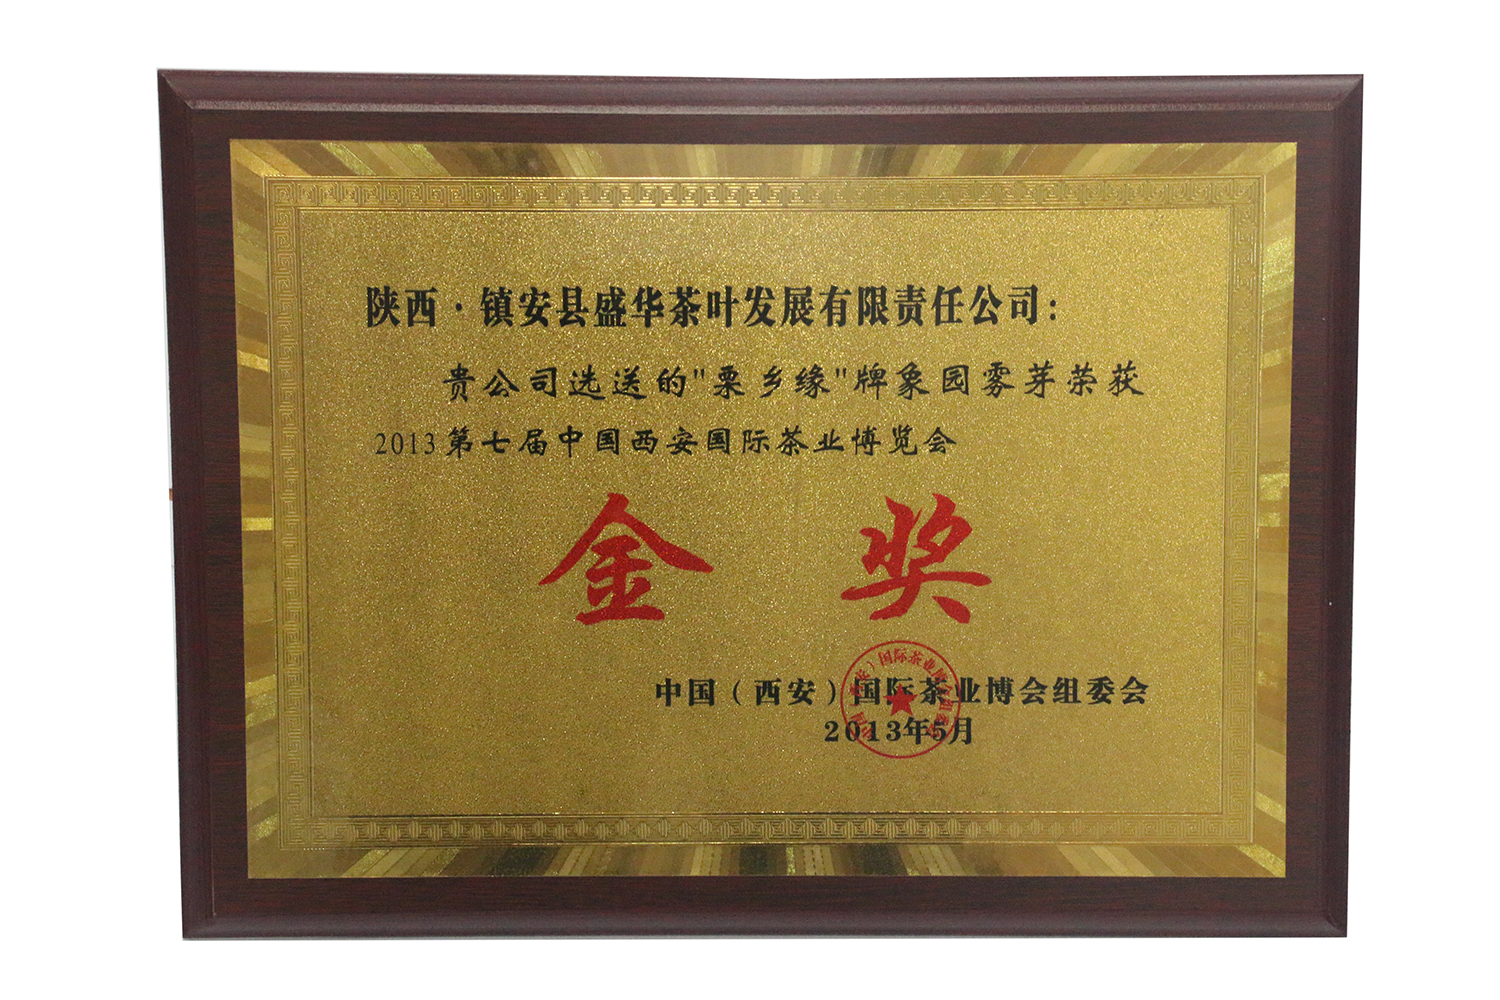 陕西·镇安县盛华茶叶发展有限责任公司：
贵公司选送的"栗乡缘"牌象园雾芽荣获
2013第七届中国西安国际茶业博览会
金奖
中国（西安）国际茶业博会组委会
2013年5月